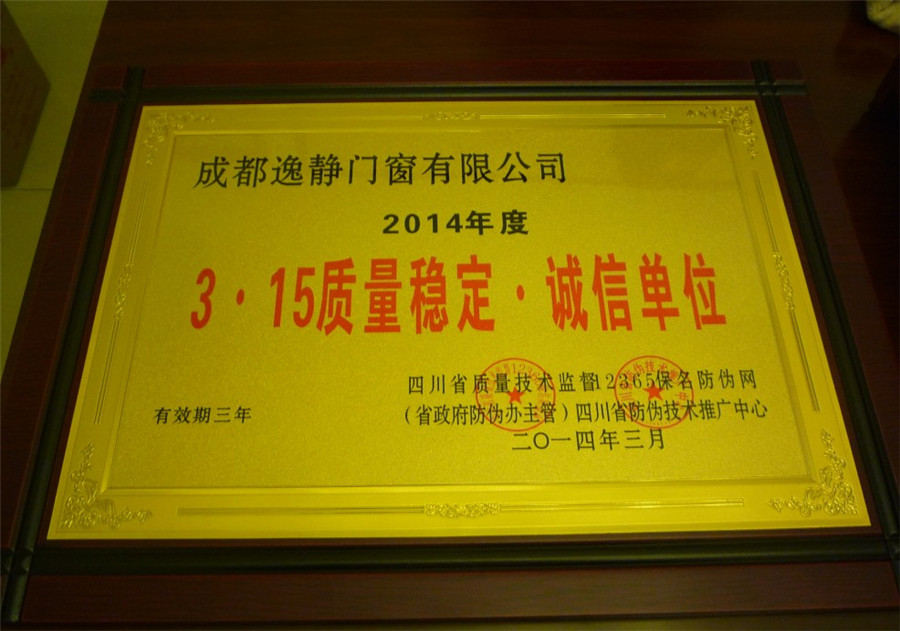 成都逸静门窗有限公司
2014年度
3·15质量稳定·诚信单位
四川省质量技术监督12365保名防伪网
有效期三年
(省政府防伪办主管)四川省防伪技术推广中心
二〇一四年三月